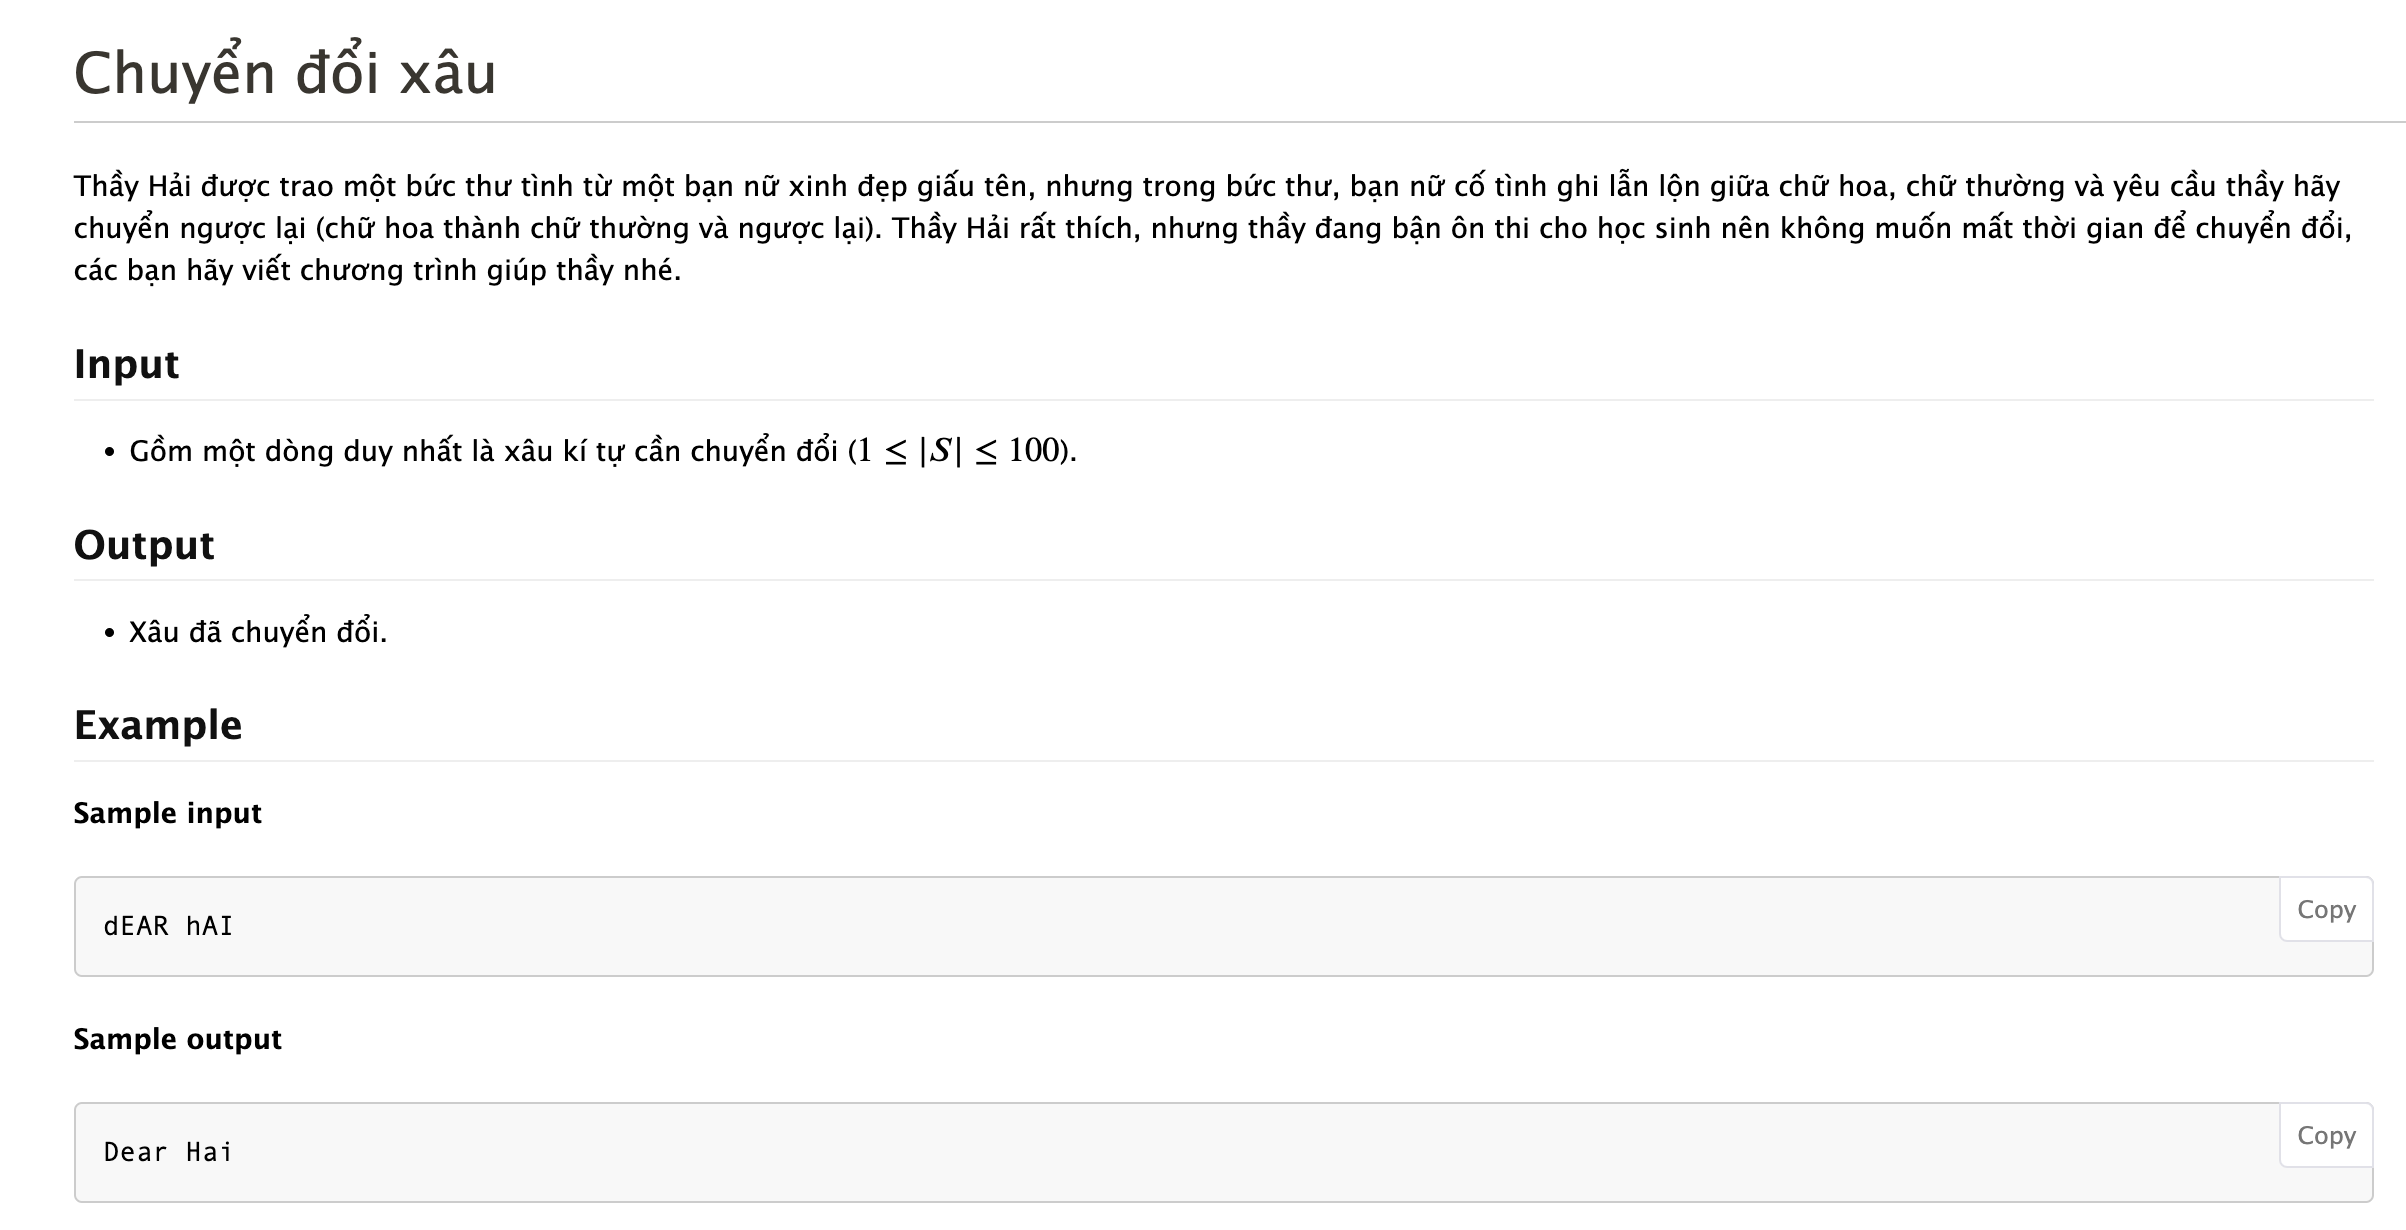 Chuyển đổi xâu
Thầy Hải được trao một bức thư tình từ một bạn nữ xinh đẹp giấu tên, nhưng trong bức thư, bạn nữ cố tình ghi lẫn lộn giữa chữ hoa, chữ thường và yêu cầu thầy hãy
chuyển ngược lại (chữ hoa thành chữ thường và ngược lại). Thầy Hải rất thích, nhưng thầy đang bận ôn thi cho học sinh nên không muốn mất thời gian để chuyển đổi,
các bạn hãy viết chương trình giúp thầy nhé.
Input
• Gồm một dòng duy nhất là xâu kí tự cần chuyển đổi (1 ≤ |S| ≤ 100).
Output
• Xâu đã chuyển đổi.
Example
Sample input
Copy
dEAR hAI
Sample output
Copy
Dear Hai